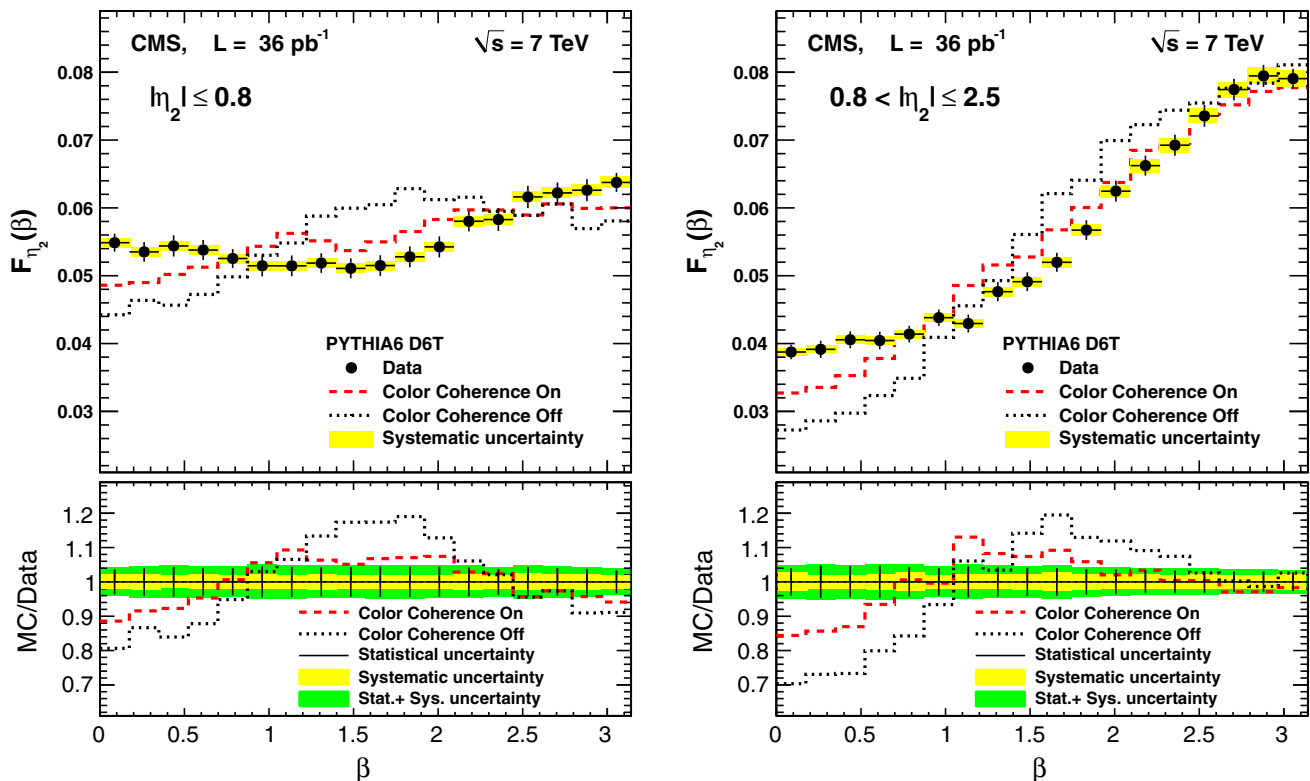 CMS, L = 36 pb⁻¹ √s = 7 TeV
|η₂| ≤ 0.8
0.08
0.07
0.06
0.05
0.04
0.03
F_η₂(β)
PYTHIA6 D6T
Data
Color Coherence On
Color Coherence Off
Systematic uncertainty
1.2
1.1
1
0.9
0.8
0.7
MC/Data
Color Coherence On
Color Coherence Off
Statistical uncertainty
Systematic uncertainty
Stat.+ Sys. uncertainty
0 0.5 1 1.5 2 2.5 3
β
CMS, L = 36 pb⁻¹ √s = 7 TeV
0.8 < |η₂| ≤ 2.5
0.08
0.07
0.06
0.05
0.04
0.03
F_η₂(β)
PYTHIA6 D6T
Data
Color Coherence On
Color Coherence Off
Systematic uncertainty
1.2
1.1
1
0.9
0.8
0.7
MC/Data
Color Coherence On
Color Coherence Off
Statistical uncertainty
Systematic uncertainty
Stat.+ Sys. uncertainty
0 0.5 1 1.5 2 2.5 3
β